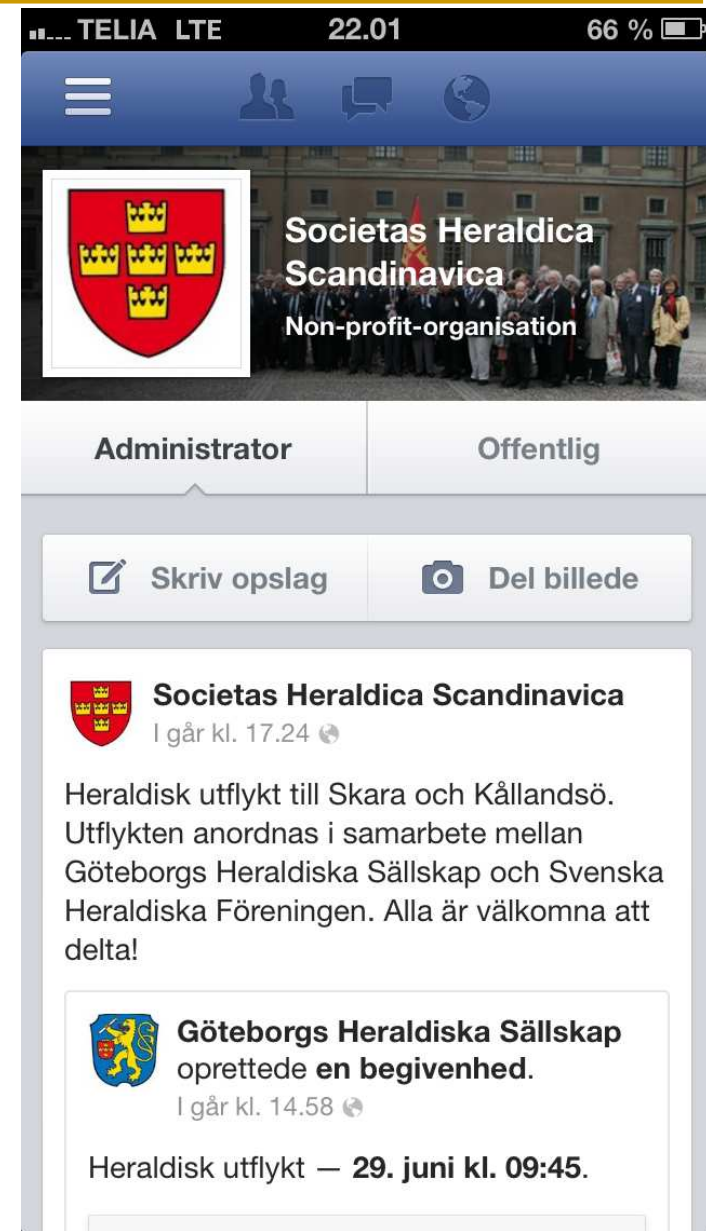 TELIA LTE 22.01 66 %
Societas Heraldica
Scandinavica
Non-profit-organisation
Administrator Offentlig
Skriv opslag Del billede
Societas Heraldica Scandinavica
I går kl. 17.24
Heraldisk utflykt till Skara och Kållandsö.
Utflykten anordnas i samarbete mellan
Göteborgs Heraldiska Sällskap och Svenska
Heraldiska Föreningen. Alla är välkomna att
delta!
Göteborgs Heraldiska Sällskap
oprettede en begivenhed.
I går kl. 14.58
Heraldisk utflykt — 29. juni kl. 09:45.